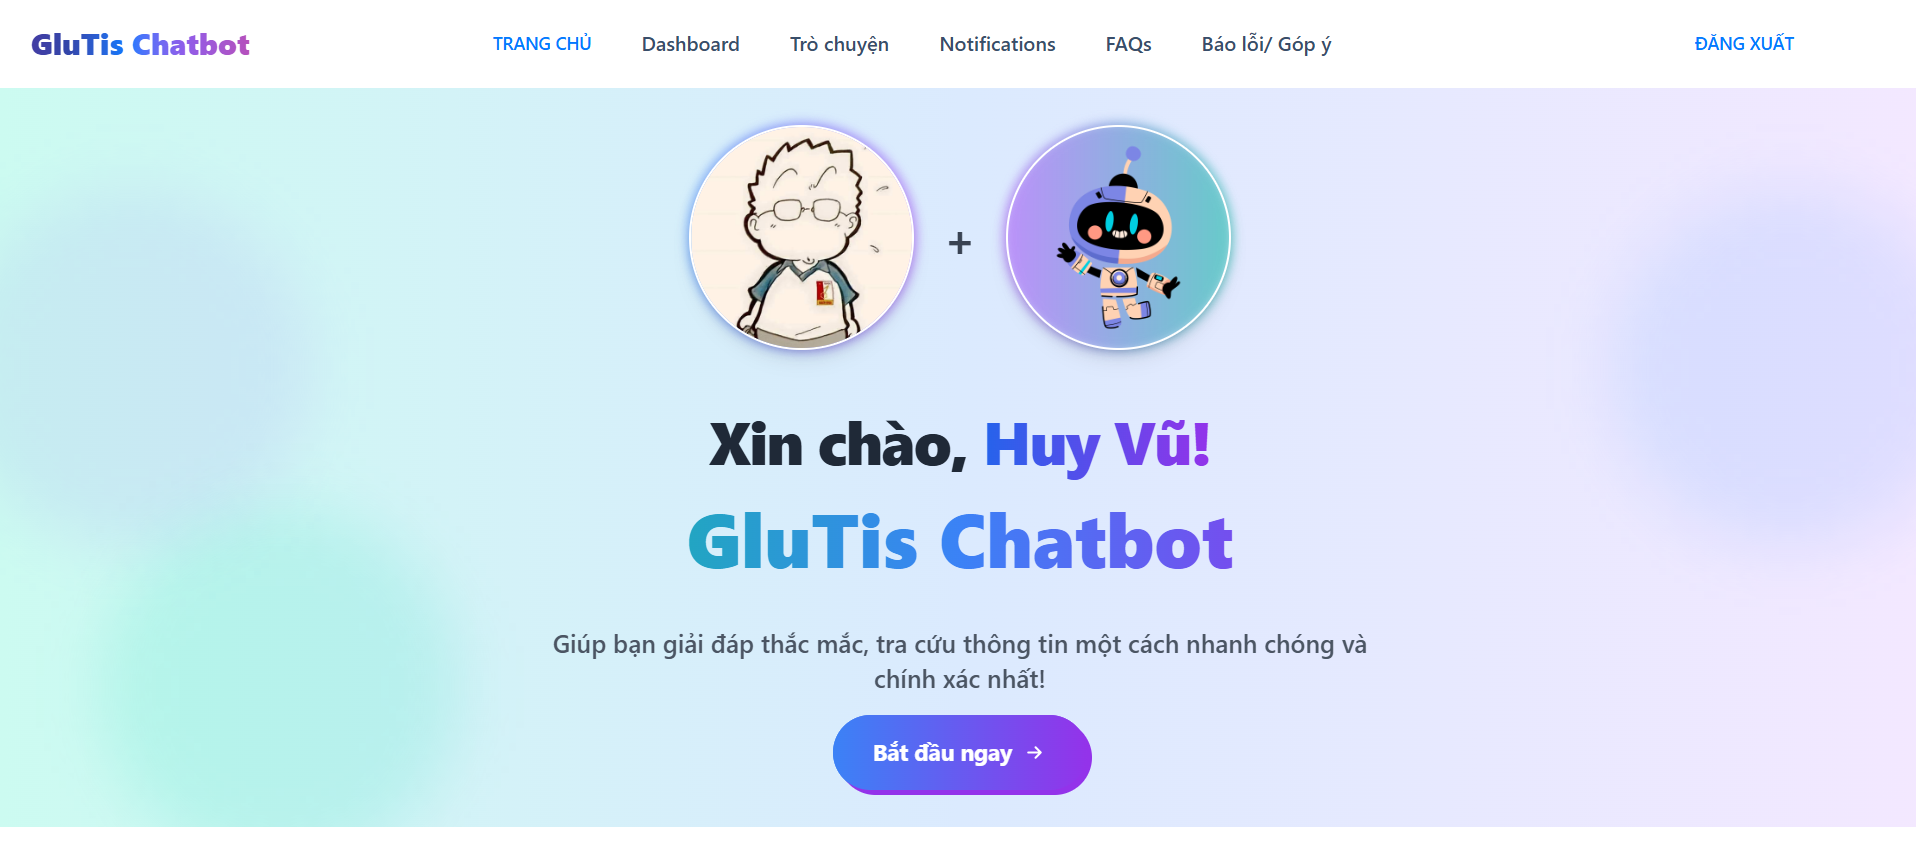 GluTis Chatbot
TRANG CHỦ
Dashboard
Trò chuyện
Notifications
FAQs
Báo lỗi/ Góp ý
ĐĂNG XUẤT
+
Xin chào, Huy Vũ!
GluTis Chatbot
Giúp bạn giải đáp thắc mắc, tra cứu thông tin một cách nhanh chóng và
chính xác nhất!
Bắt đầu ngay →